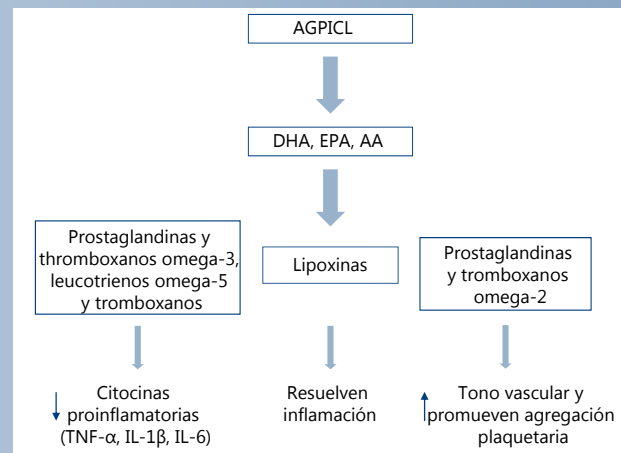 AGPICL
DHA, EPA, AA
Prostaglandinas y
thromboxanos omega-3,
leucotrienos omega-5
y tromboxanos
Lipoxinas
Prostaglandinas
y tromboxanos
omega-2
Citocinas
proinflamatorias
(TNF-α, IL-1β, IL-6)
Resuelven
inflamación
Tono vascular y
promueven agregación
plaquetaria